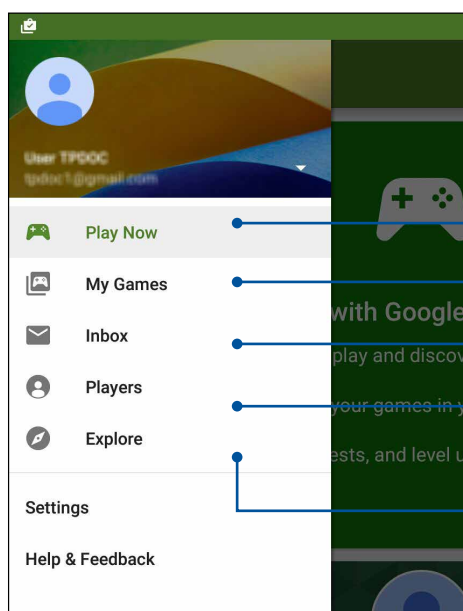 User TPDOC
tpdoc1@gmail.com
Play Now
My Games
Inbox
Players
Explore
Settings
Help & Feedback
with Google
play and discov
your games in y
ests, and level u